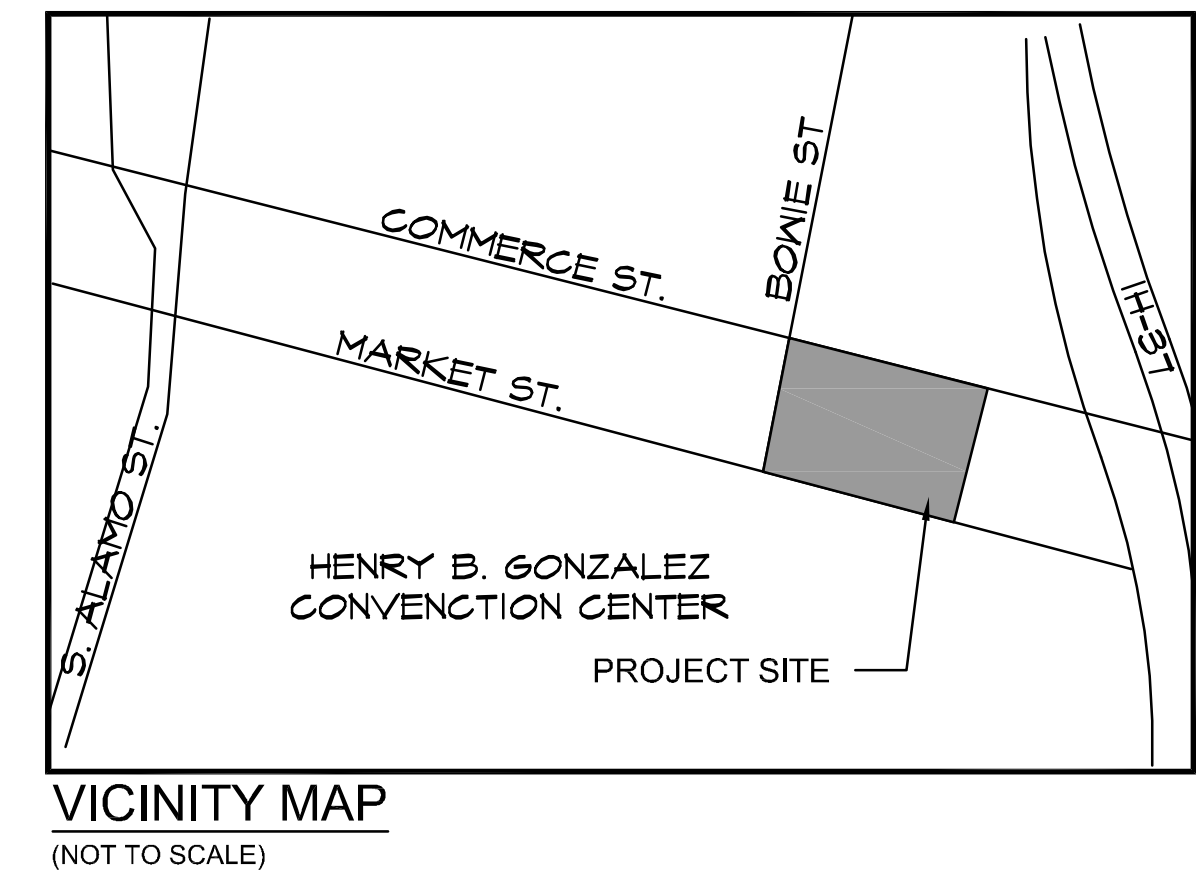 COMMERCE ST.
BOWIE ST
IH-37
MARKET ST.
S. ALAMO ST.
HENRY B. GONZALEZ
CONVENCTION CENTER
PROJECT SITE
VICINITY MAP
(NOT TO SCALE)